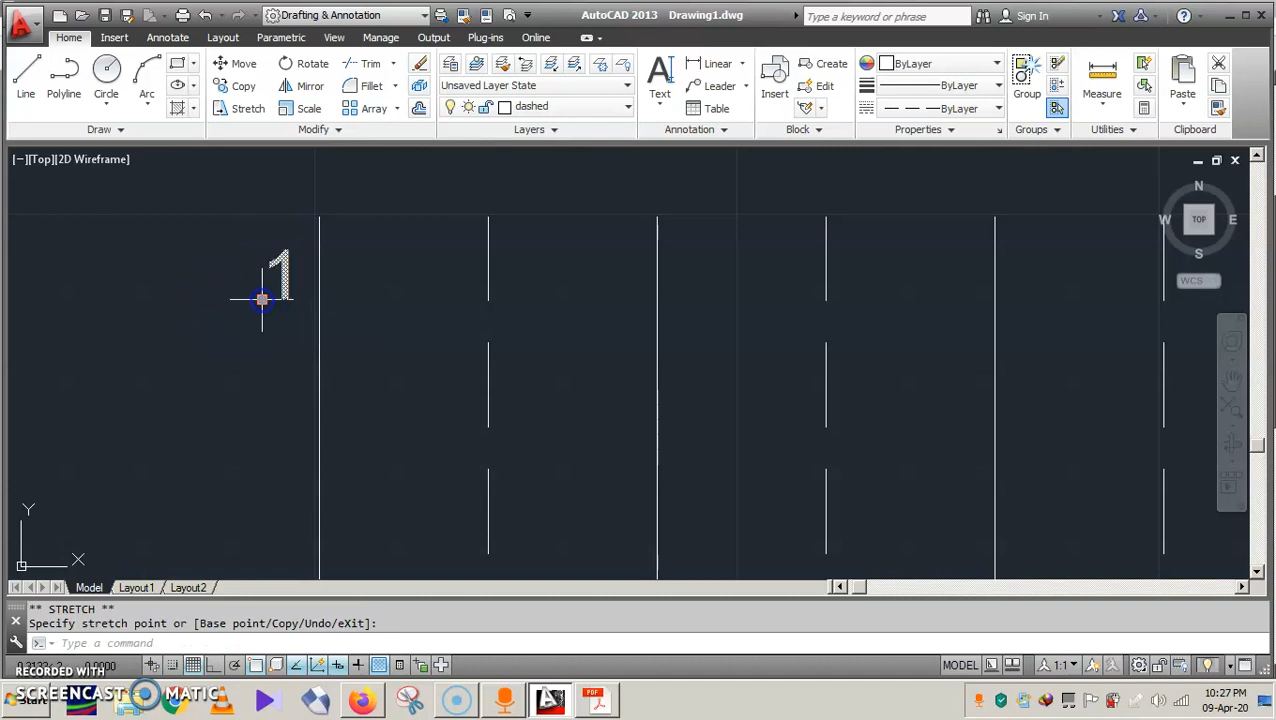 Drafting & Annotation
AutoCAD 2013 Drawing1.dwg
Type a keyword or phrase
Sign In
Home Insert Annotate Layout Parametric View Manage Output Plug-ins Online
Line Polyline Circle Arc
Move Rotate Trim
Copy Mirror Fillet
Stretch Scale Array
Unsaved Layer State
dashed
Text
Linear
Leader
Table
Insert
Create
Edit
ByLayer
ByLayer
ByLayer
Group
Measure
Paste
Draw Modify Layers Annotation Block Properties Groups Utilities Clipboard
[−][Top][2D Wireframe]
N
W TOP E
S
WCS
1
Y
X
Model Layout1 Layout2
** STRETCH **
Specify stretch point or [Base point/Copy/Undo/eXit]:
Type a command
MODEL
1:1
RECORDED WITH
SCREENCAST MATIC
Start
PDF
10:27 PM
09-Apr-20